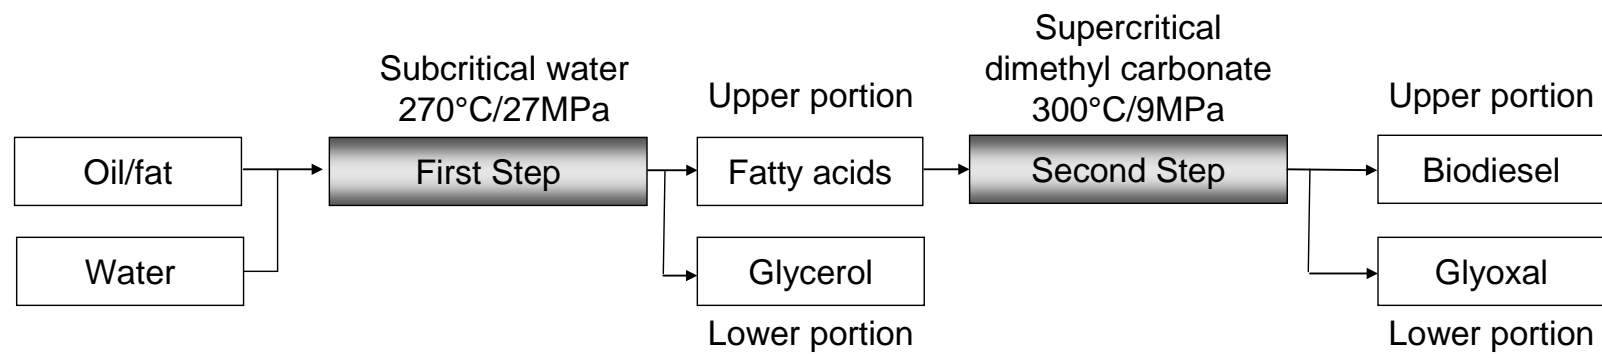 Subcritical water
270°C/27MPa
Upper portion
Supercritical
dimethyl carbonate
300°C/9MPa
Upper portion
Oil/fat
First Step
Fatty acids
Second Step
Biodiesel
Water
Glycerol
Glyoxal
Lower portion
Lower portion